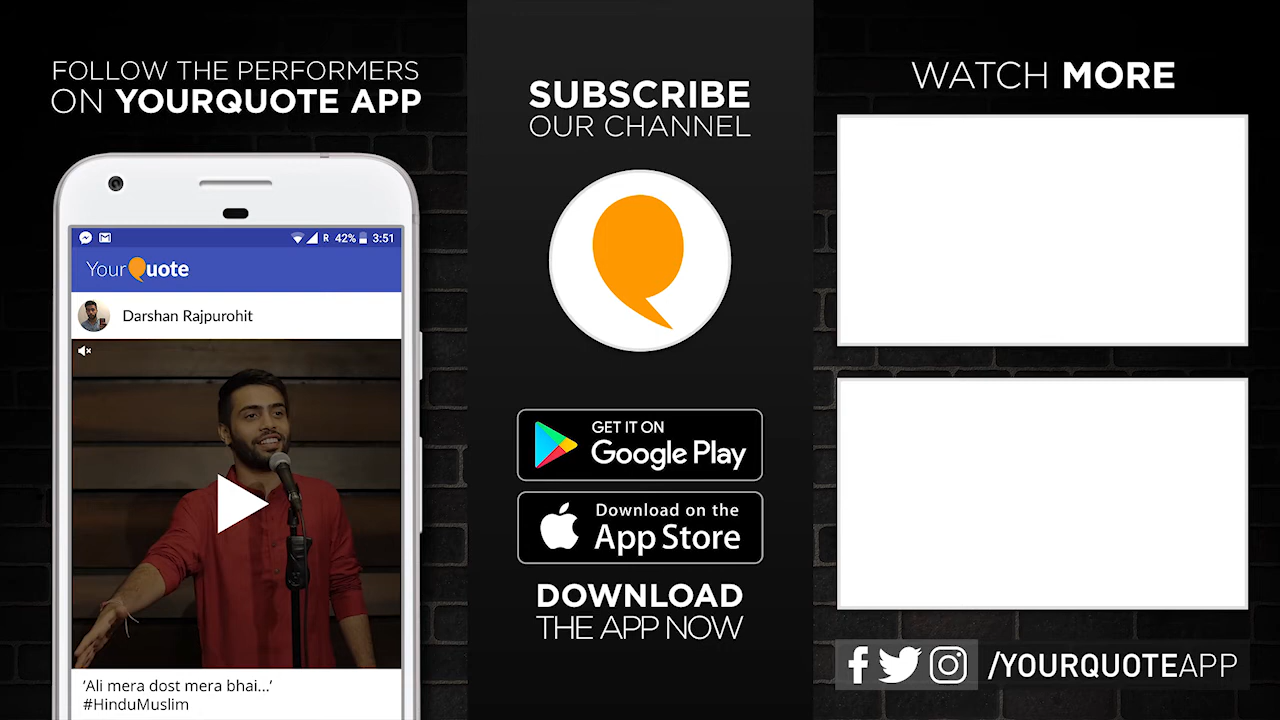 FOLLOW THE PERFORMERS
ON YOURQUOTE APP
R 42% 3:51
YourQuote
Darshan Rajpurohit
'Ali mera dost mera bhai...'
#HinduMuslim
SUBSCRIBE
OUR CHANNEL
GET IT ON
Google Play
Download on the
App Store
DOWNLOAD
THE APP NOW
WATCH MORE
/YOURQUOTEAPP